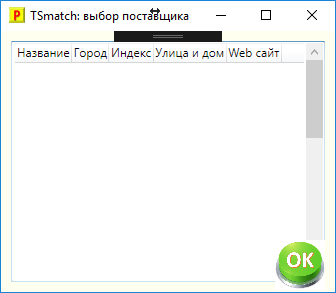 P TSmatch: выбор поставщика
Название Город Индекс Улица и дом Web сайт
OK